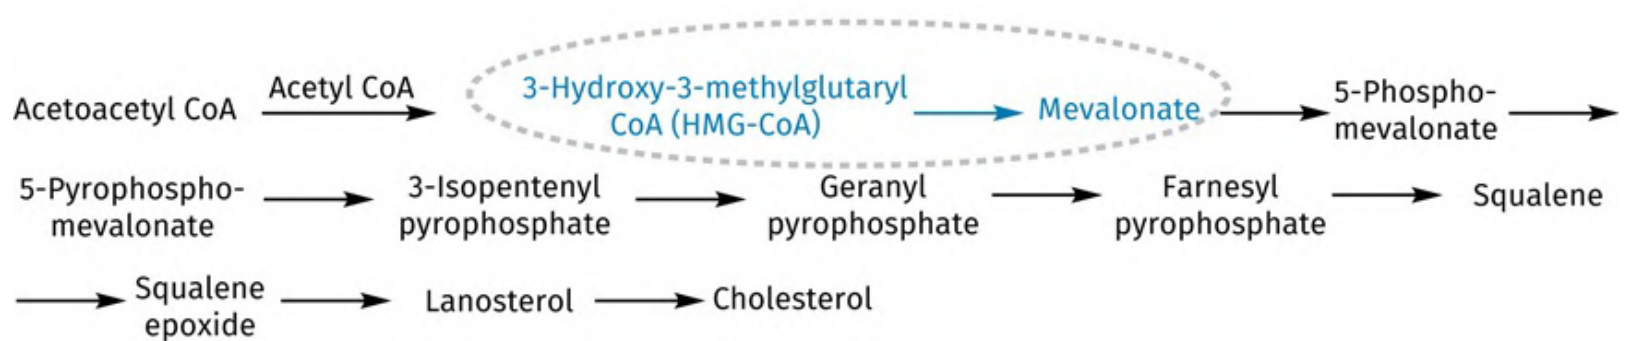 Acetoacetyl CoA
Acetyl CoA
3-Hydroxy-3-methylglutaryl
CoA (HMG-CoA)
Mevalonate
5-Phospho-
mevalonate
5-Pyrophospho-
mevalonate
3-Isopentenyl
pyrophosphate
Geranyl
pyrophosphate
Farnesyl
pyrophosphate
Squalene
Squalene
epoxide
Lanosterol
Cholesterol